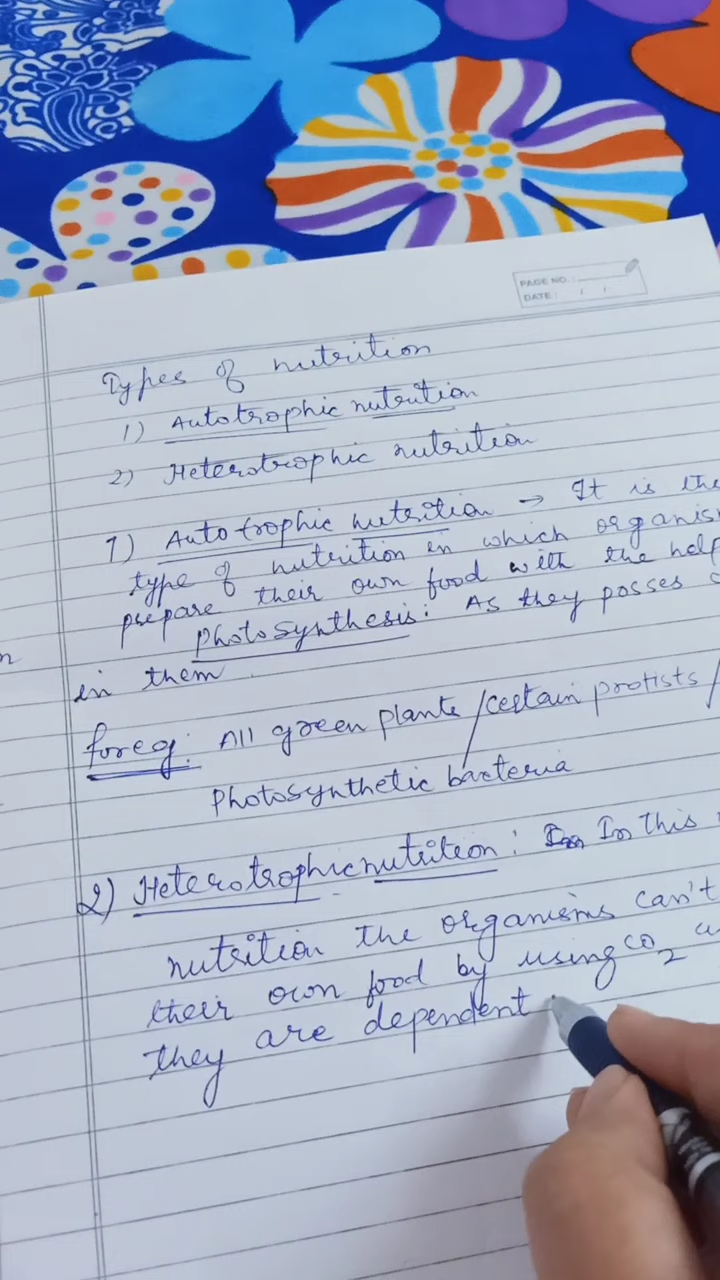 PAGE NO.:
DATE: / /
Types of nutrition
1) Autotrophic nutrition
2) Heterotrophic nutrition
1) Autotrophic nutrition → It is the
type of nutrition in which organis
prepare their own food with the help
photosynthesis: As they posses
in them.
foreg: All green plants /certain protists /
Photosynthetic bacteria
2) Heterotrophic nutrition: In this
nutrition the organisms can't
their own food by using CO2
they are dependent